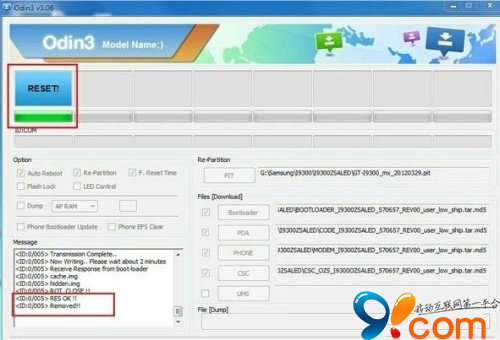 Odin3 v3.06
Odin3 Model Name:)
RESET!
ID:COM
Option
Auto Reboot
Re-Partition
F. Reset Time
Flash Lock
LED Control
Dump
AP RAM
Phone Bootloader Update
Phone EFS Clear
Message
<ID:0/005> Transmission Complete..
<ID:0/005> Now Writing.. Please wait about 2 minutes
<ID:0/005> Receive Response from boot-loader
<ID:0/005> cache.img
<ID:0/005> hidden.img
<ID:0/005> RQT_CLOSE !!
<ID:0/005> RES OK !!
<ID:0/005> Removed!!
Re-Partition
PIT
G:\Samsung\I9300\I9300ZSALED\GT-I9300_mx_20120329.pit
Files [Download]
Bootloader
ZSALED\BOOTLOADER_I9300ZSALED_570657_REV00_user_low_ship.tar.md5
PDA
I9300ZSALED\CODE_I9300ZSALED_570657_REV00_user_low_ship.tar.md5
PHONE
I9300ZSALED\MODEM_I9300ZSALED_570657_REV00_user_low_ship.tar.md5
CSC
ZSALED\CSC_OZS_I9300ZSALED_570657_REV00_user_low_ship.tar.md5
UMS
File [Dump]
移动互联网第一平台
9!.com